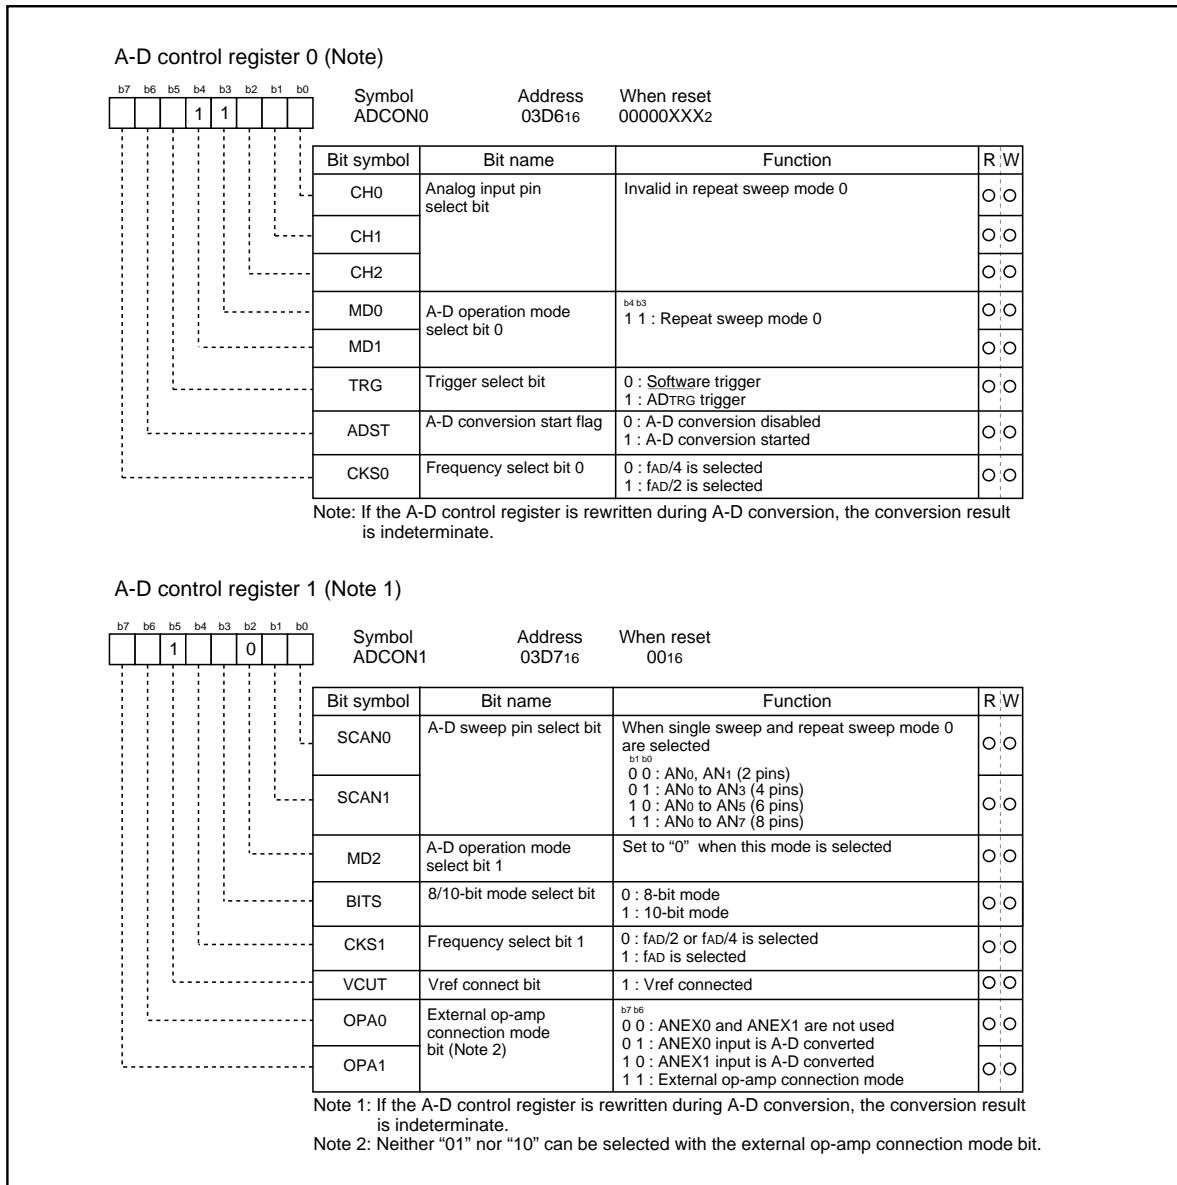 A-D control register 0 (Note)
b7 b6 b5 b4 b3 b2 b1 b0
1 1
Symbol Address When reset
ADCON0 03D616 00000XXX2
Bit symbol Bit name Function R W
CH0 Analog input pin select bit Invalid in repeat sweep mode 0
CH1
CH2
MD0 A-D operation mode select bit 0 b4 b3
1 1 : Repeat sweep mode 0
MD1
TRG Trigger select bit 0 : Software trigger
1 : ADTRG trigger
ADST A-D conversion start flag 0 : A-D conversion disabled
1 : A-D conversion started
CKS0 Frequency select bit 0 0 : fAD/4 is selected
1 : fAD/2 is selected
Note: If the A-D control register is rewritten during A-D conversion, the conversion result
is indeterminate.
A-D control register 1 (Note 1)
b7 b6 b5 b4 b3 b2 b1 b0
1 0
Symbol Address When reset
ADCON1 03D716 0016
Bit symbol Bit name Function R W
SCAN0 A-D sweep pin select bit When single sweep and repeat sweep mode 0
are selected
b1 b0
0 0 : AN0, AN1 (2 pins)
SCAN1 0 1 : AN0 to AN3 (4 pins)
1 0 : AN0 to AN5 (6 pins)
1 1 : AN0 to AN7 (8 pins)
MD2 A-D operation mode select bit 1 Set to “0” when this mode is selected
BITS 8/10-bit mode select bit 0 : 8-bit mode
1 : 10-bit mode
CKS1 Frequency select bit 1 0 : fAD/2 or fAD/4 is selected
1 : fAD is selected
VCUT Vref connect bit 1 : Vref connected
OPA0 External op-amp connection mode bit (Note 2) b7 b6
0 0 : ANEX0 and ANEX1 are not used
0 1 : ANEX0 input is A-D converted
OPA1 1 0 : ANEX1 input is A-D converted
1 1 : External op-amp connection mode
Note 1: If the A-D control register is rewritten during A-D conversion, the conversion result
is indeterminate.
Note 2: Neither “01” nor “10” can be selected with the external op-amp connection mode bit.